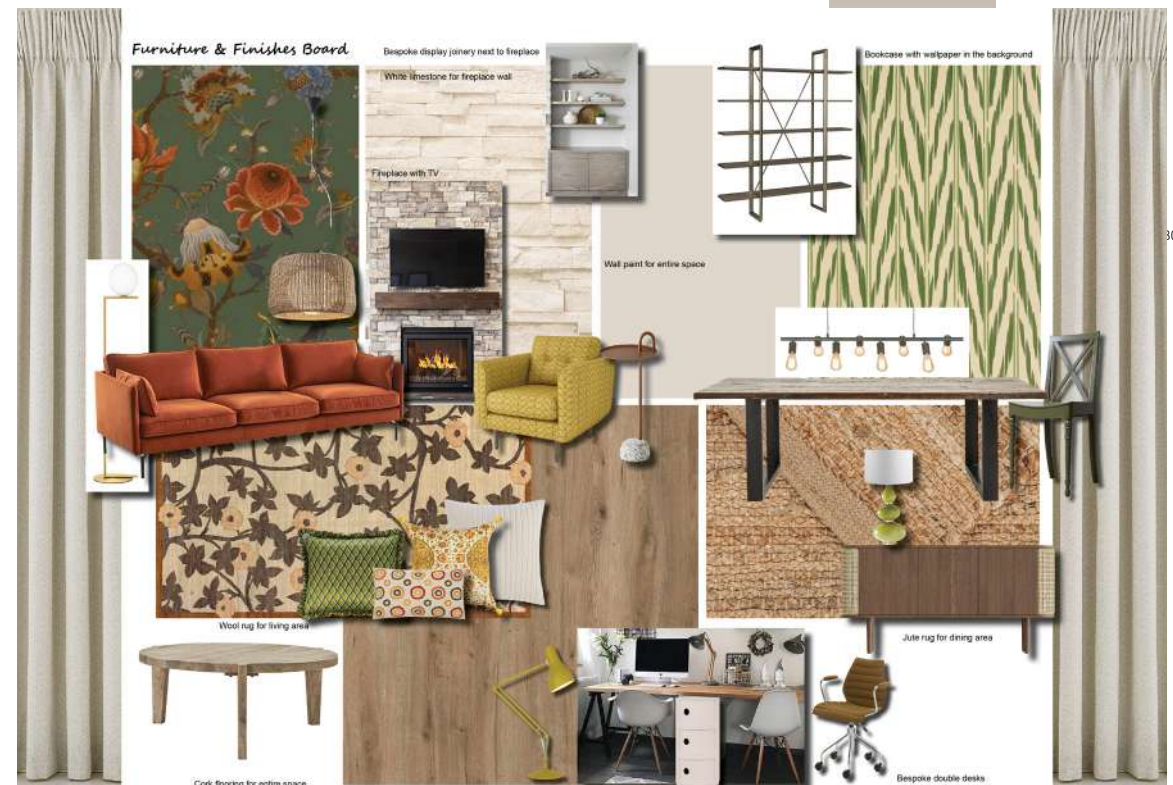 Furniture & Finishes Board
Bespoke display joinery next to fireplace
Bookcase with wallpaper in the background
White limestone for fireplace wall
Fireplace with TV
Wall paint for entire space
Wool rug for living area
Jute rug for dining area
Cork flooring for entire space
Bespoke double desks